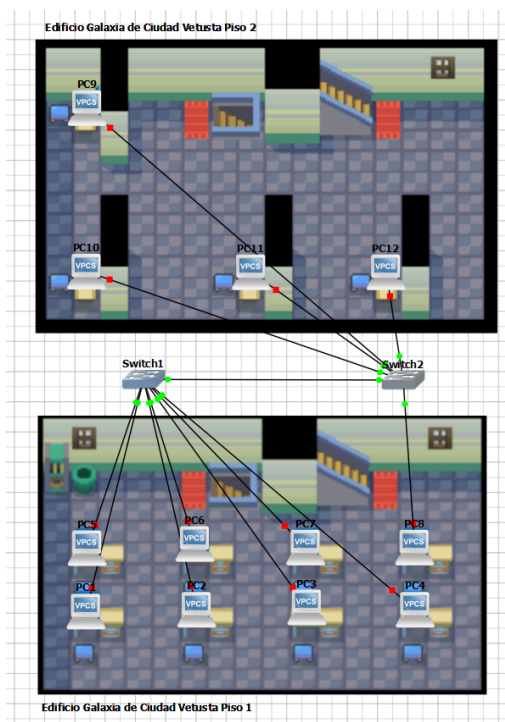 Edificio Galaxia de Ciudad Vetusta Piso 2
PC9
VPCS
PC10
VPCS
PC11
VPCS
PC12
VPCS
Switch1
Switch2
PC5
VPCS
PC6
VPCS
PC7
VPCS
PC8
VPCS
VPCS
PC2
VPCS
PC3
VPCS
PC4
VPCS
Edificio Galaxia de Ciudad Vetusta Piso 1